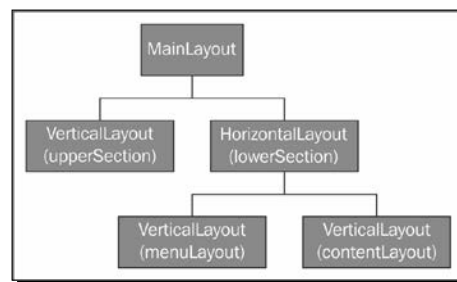 MainLayout
VerticalLayout
(upperSection)
HorizontalLayout
(lowerSection)
VerticalLayout
(menuLayout)
VerticalLayout
(contentLayout)